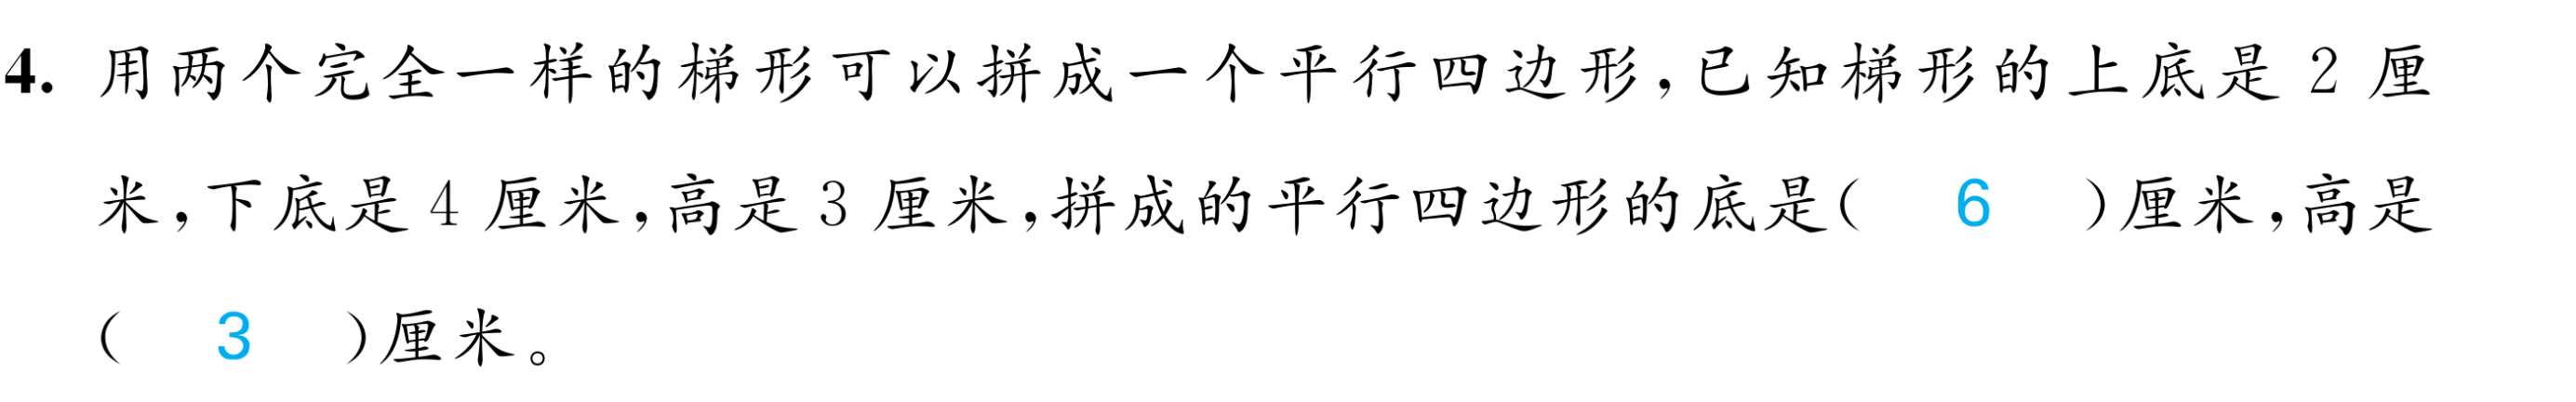 4. 用两个完全一样的梯形可以拼成一个平行四边形,已知梯形的上底是 2 厘
米,下底是 4 厘米,高是 3 厘米,拼成的平行四边形的底是( 6 )厘米,高是
( 3 )厘米。